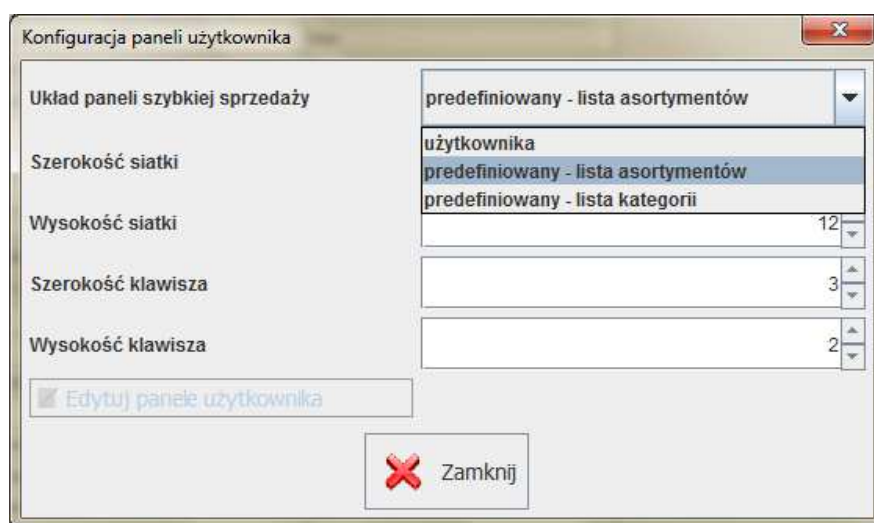 Konfiguracja paneli użytkownika
Układ paneli szybkiej sprzedaży
predefiniowany - lista asortymentów
użytkownika
predefiniowany - lista asortymentów
predefiniowany - lista kategorii
Szerokość siatki
Wysokość siatki
12
Szerokość klawisza
3
Wysokość klawisza
2
Edytuj panele użytkownika
Zamknij